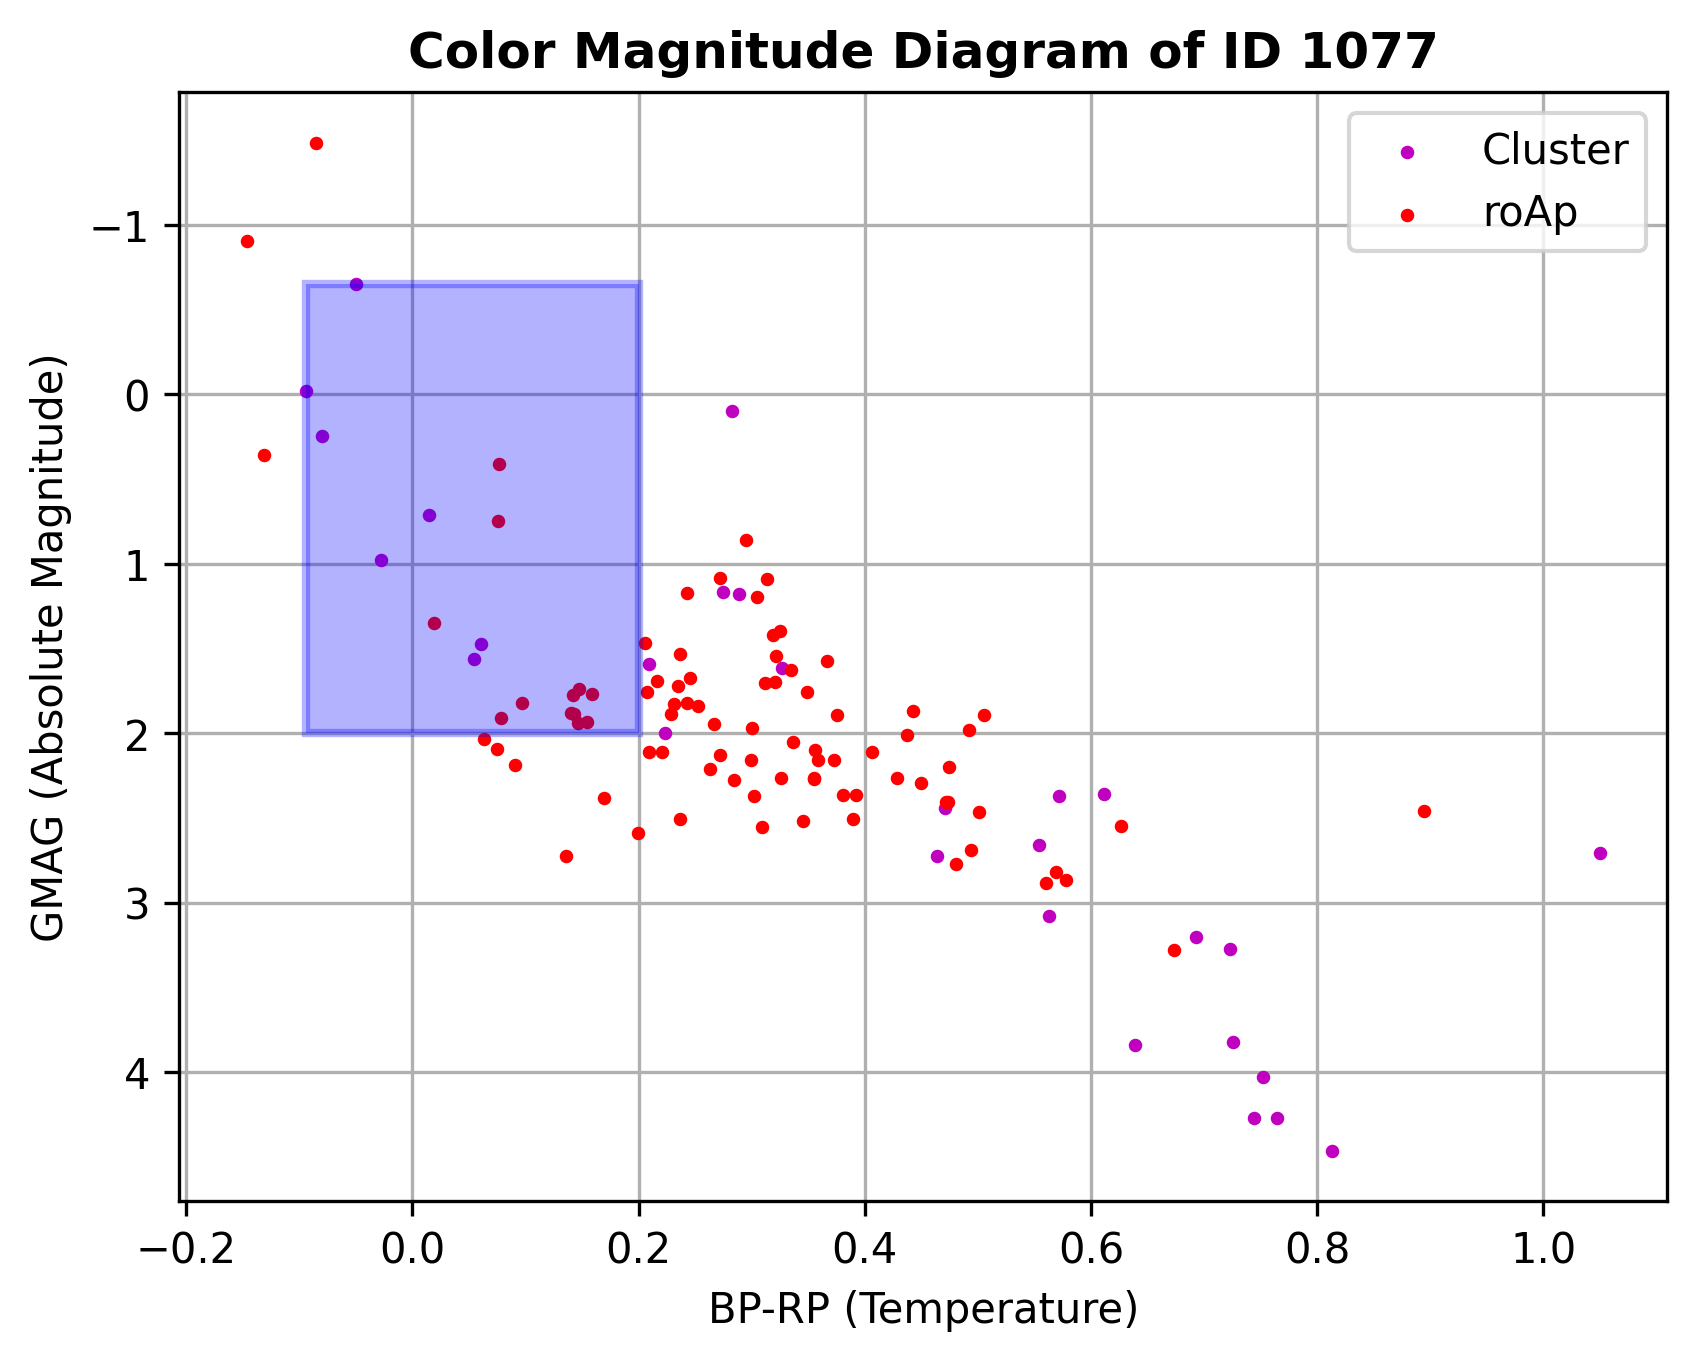 Color Magnitude Diagram of ID 1077
Cluster
roAp
GMAG (Absolute Magnitude)
−1
0
1
2
3
4
−0.2 0.0 0.2 0.4 0.6 0.8 1.0
BP-RP (Temperature)